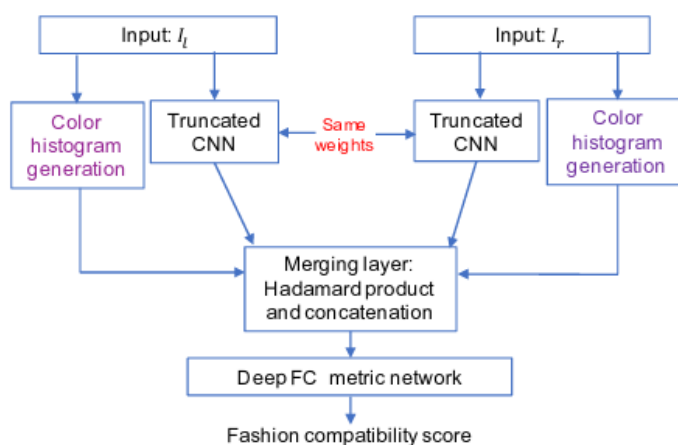 Input: I_l
Input: I_r
Color
histogram
generation
Truncated
CNN
Same
weights
Truncated
CNN
Color
histogram
generation
Merging layer:
Hadamard product
and concatenation
Deep FC metric network
Fashion compatibility score